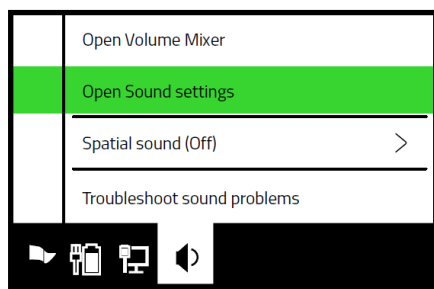 Open Volume Mixer
Open Sound settings
Spatial sound (Off)
Troubleshoot sound problems